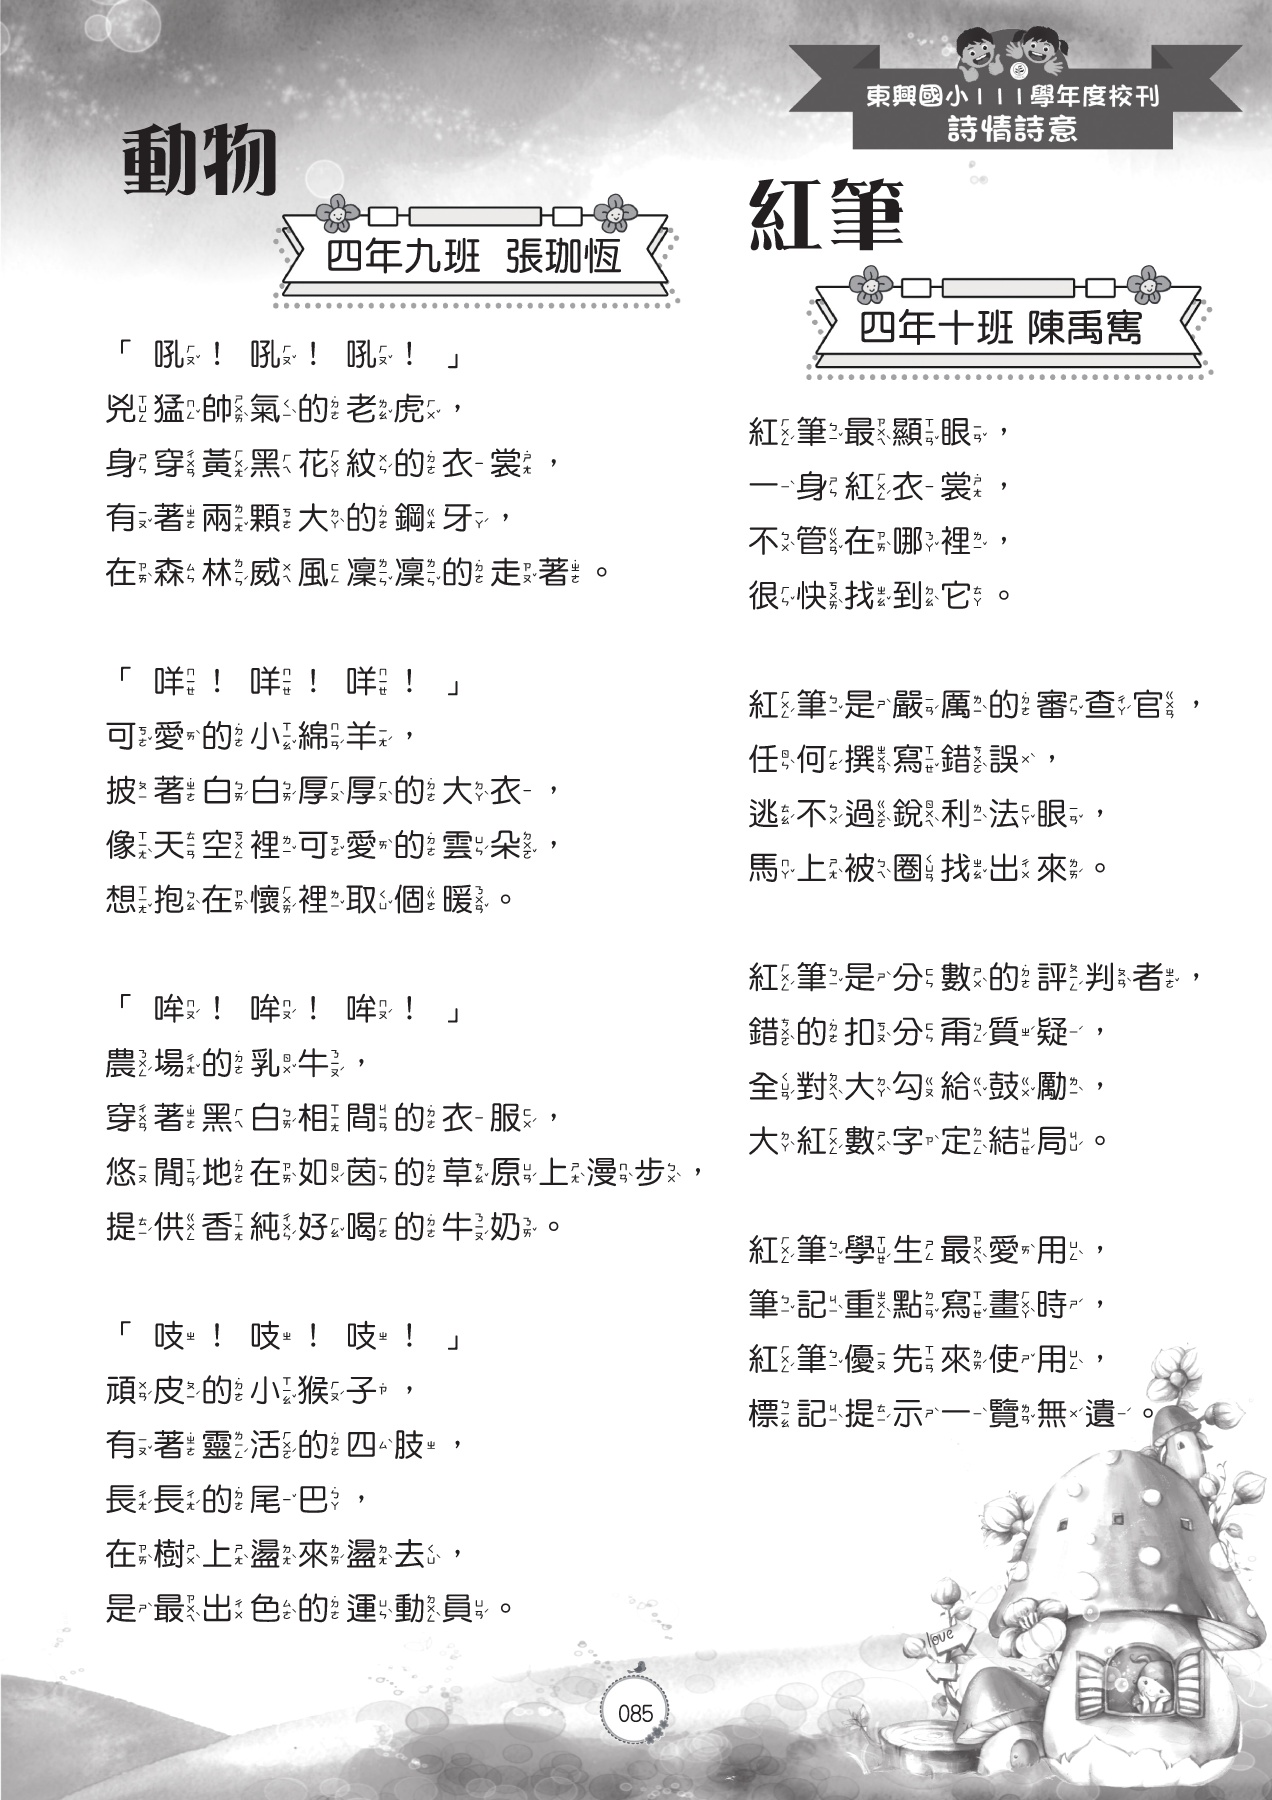 東興國小111學年度校刊
詩情詩意
動物
四年九班 張珈恆
「吼！吼！吼！」
兇猛帥氣的老虎，
身穿黃黑花紋的衣裳，
有著兩顆大的鋼牙，
在森林威風凜凜的走著。
「咩！咩！咩！」
可愛的小綿羊，
披著白白厚厚的大衣，
像天空裡可愛的雲朵，
想抱在懷裡取個暖。
「哞！哞！哞！」
農場的乳牛，
穿著黑白相間的衣服，
悠閒地在如茵的草原上漫步，
提供香純好喝的牛奶。
「吱！吱！吱！」
頑皮的小猴子，
有著靈活的四肢，
長長的尾巴，
在樹上盪來盪去，
是最出色的運動員。
紅筆
四年十班 陳禹寯
紅筆最顯眼，
一身紅衣裳，
不管在哪裡，
很快找到它。
紅筆是嚴厲的審查官，
任何撰寫錯誤，
逃不過銳利法眼，
馬上被圈找出來。
紅筆是分數的評判者，
錯的扣分甭質疑，
全對大勾給鼓勵，
大紅數字定結局。
紅筆學生最愛用，
筆記重點寫畫時，
紅筆優先來使用，
標記提示一覽無遺。
love
085